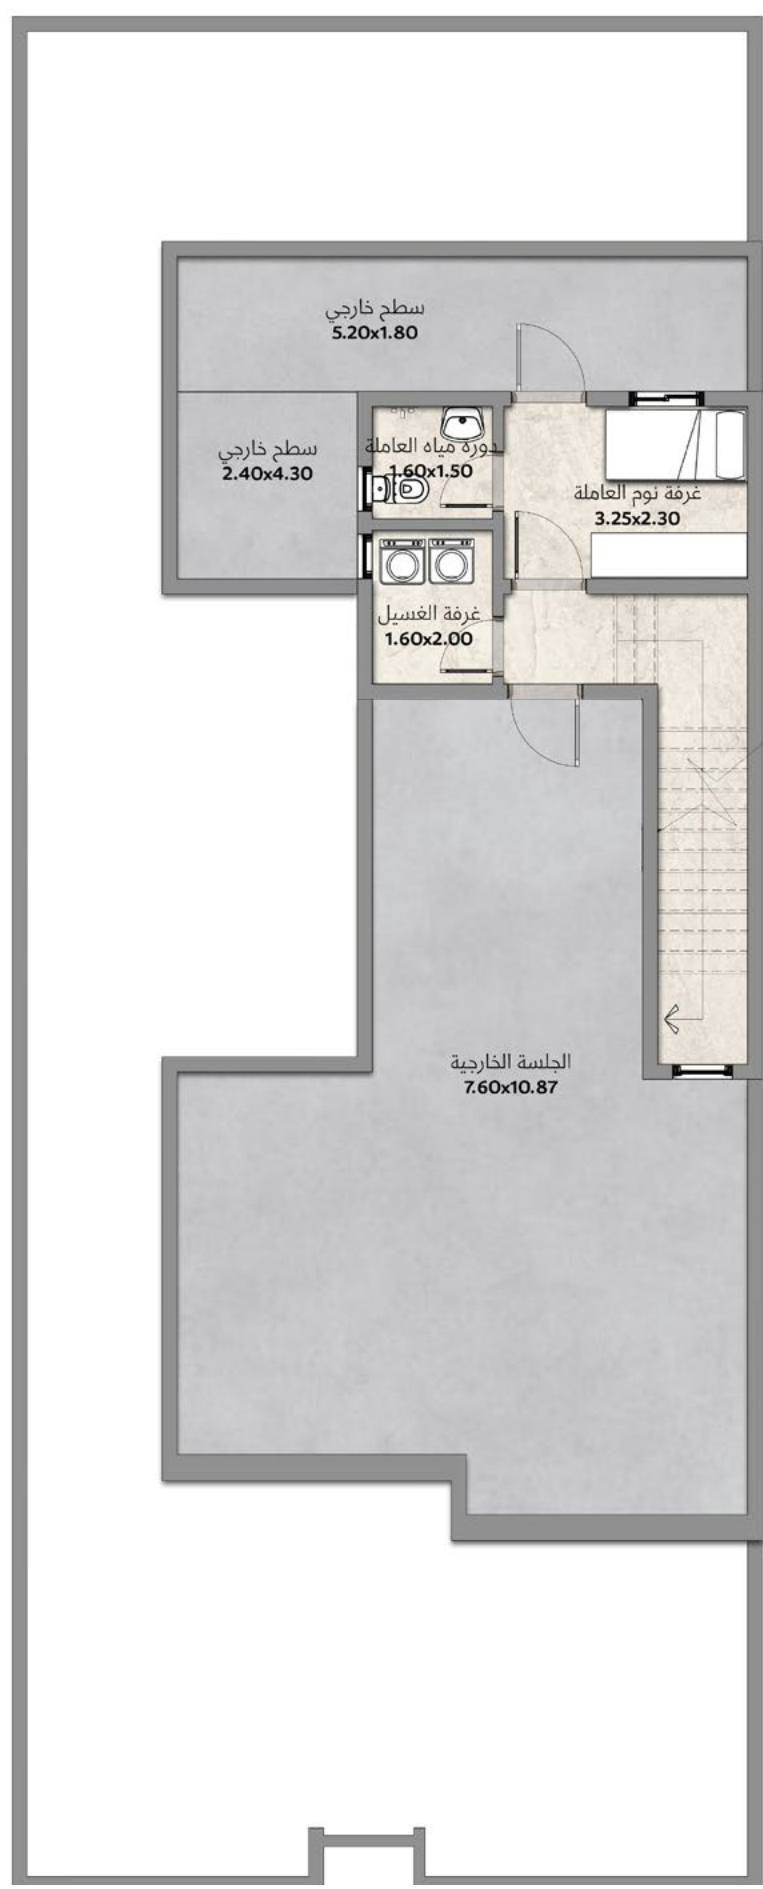 سطح خارجي
5.20x1.80
سطح خارجي
2.40x4.30
دورة مياه العاملة
1.60x1.50
غرفة نوم العاملة
3.25x2.30
غرفة الغسيل
1.60x2.00
الجلسة الخارجية
7.60x10.87